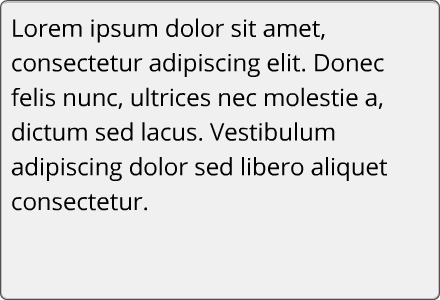 Lorem ipsum dolor sit amet,
consectetur adipiscing elit. Donec
felis nunc, ultrices nec molestie a,
dictum sed lacus. Vestibulum
adipiscing dolor sed libero aliquet
consectetur.